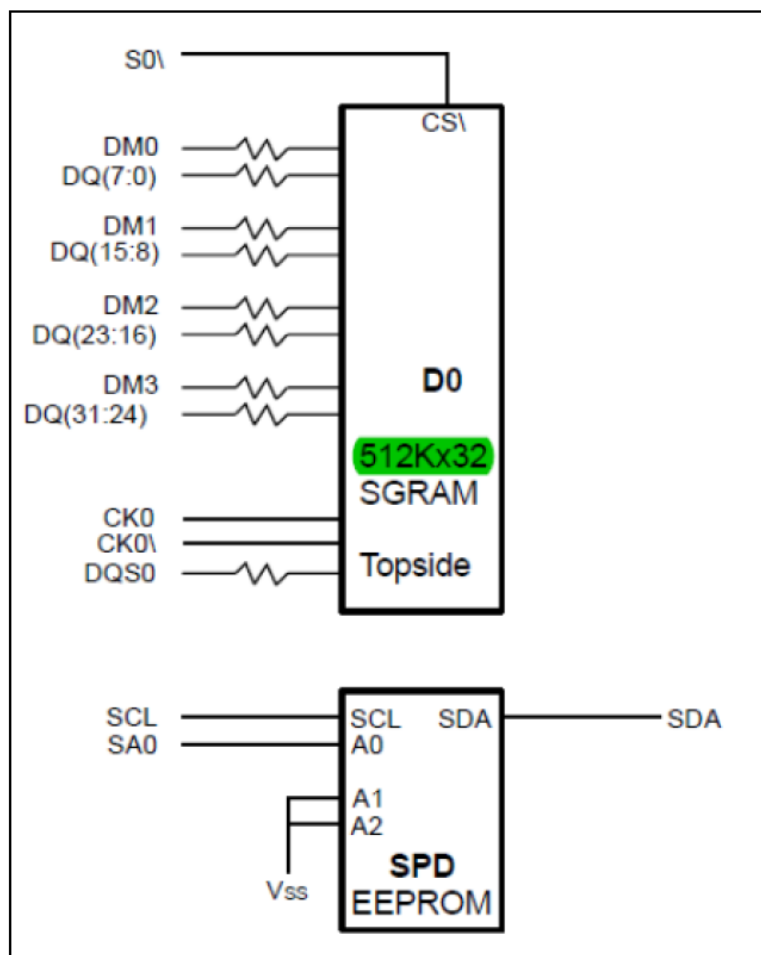 S0\
CS\
DM0
DQ(7:0)
DM1
DQ(15:8)
DM2
DQ(23:16)
DM3
DQ(31:24)
D0
512Kx32
SGRAM
CK0
CK0\
DQS0
Topside
SCL
SCL SDA
SDA
SA0
A0
A1
A2
Vss
SPD
EEPROM